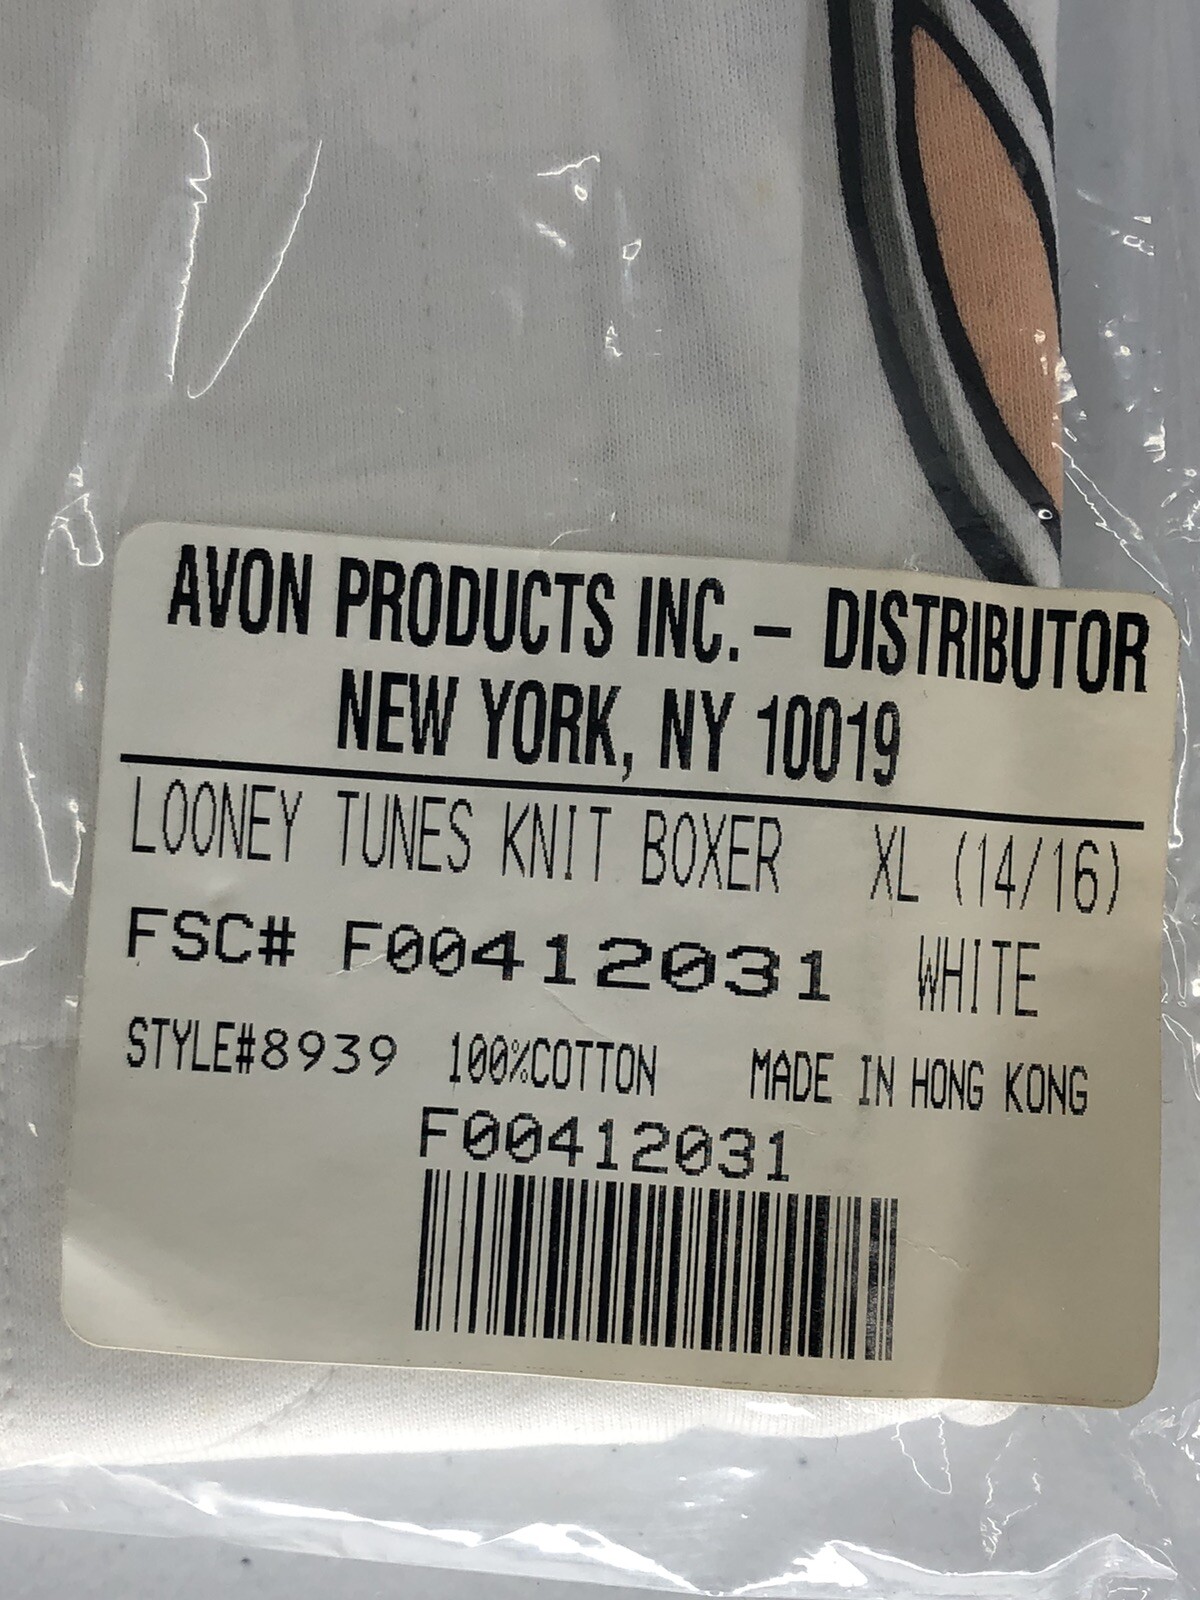 AVON PRODUCTS INC. – DISTRIBUTOR
NEW YORK, NY 10019
LOONEY TUNES KNIT BOXER XL (14/16)
FSC# F00412031 WHITE
STYLE#8939 100%COTTON MADE IN HONG KONG
F00412031